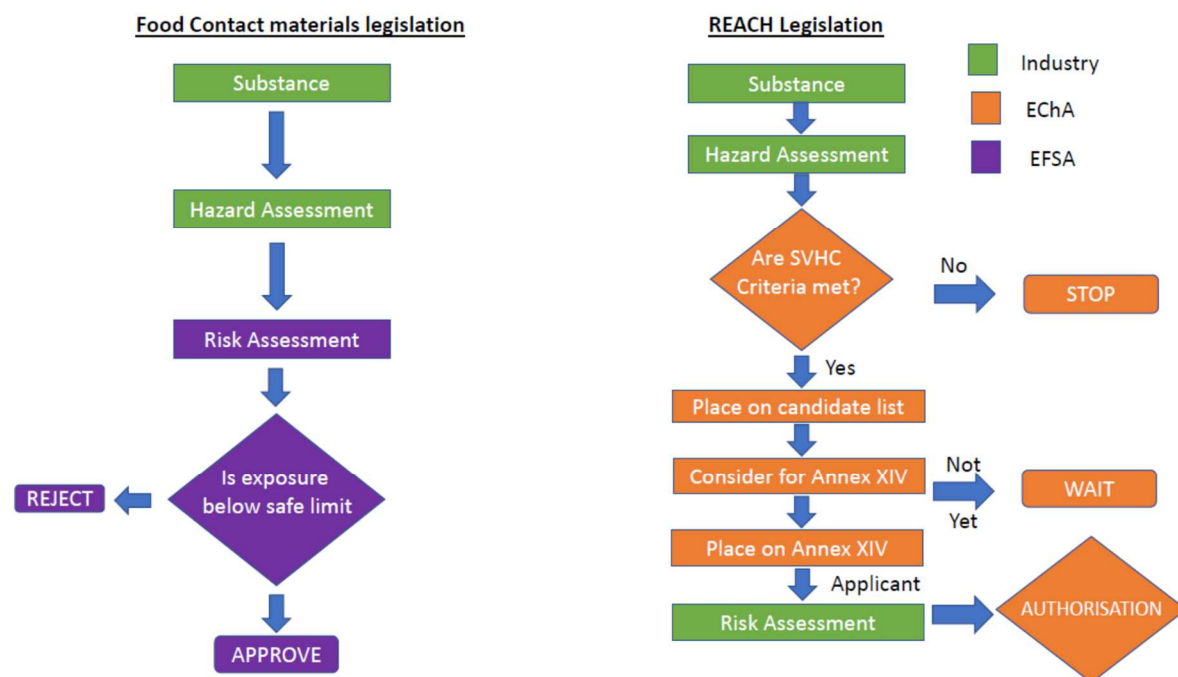 Food Contact materials legislation
Substance
Hazard Assessment
Risk Assessment
Is exposure
below safe limit
REJECT
APPROVE
REACH Legislation
Substance
Hazard Assessment
Are SVHC
Criteria met?
No
STOP
Yes
Place on candidate list
Consider for Annex XIV
Not
Yet
WAIT
Place on Annex XIV
Applicant
Risk Assessment
AUTHORISATION
Industry
EChA
EFSA